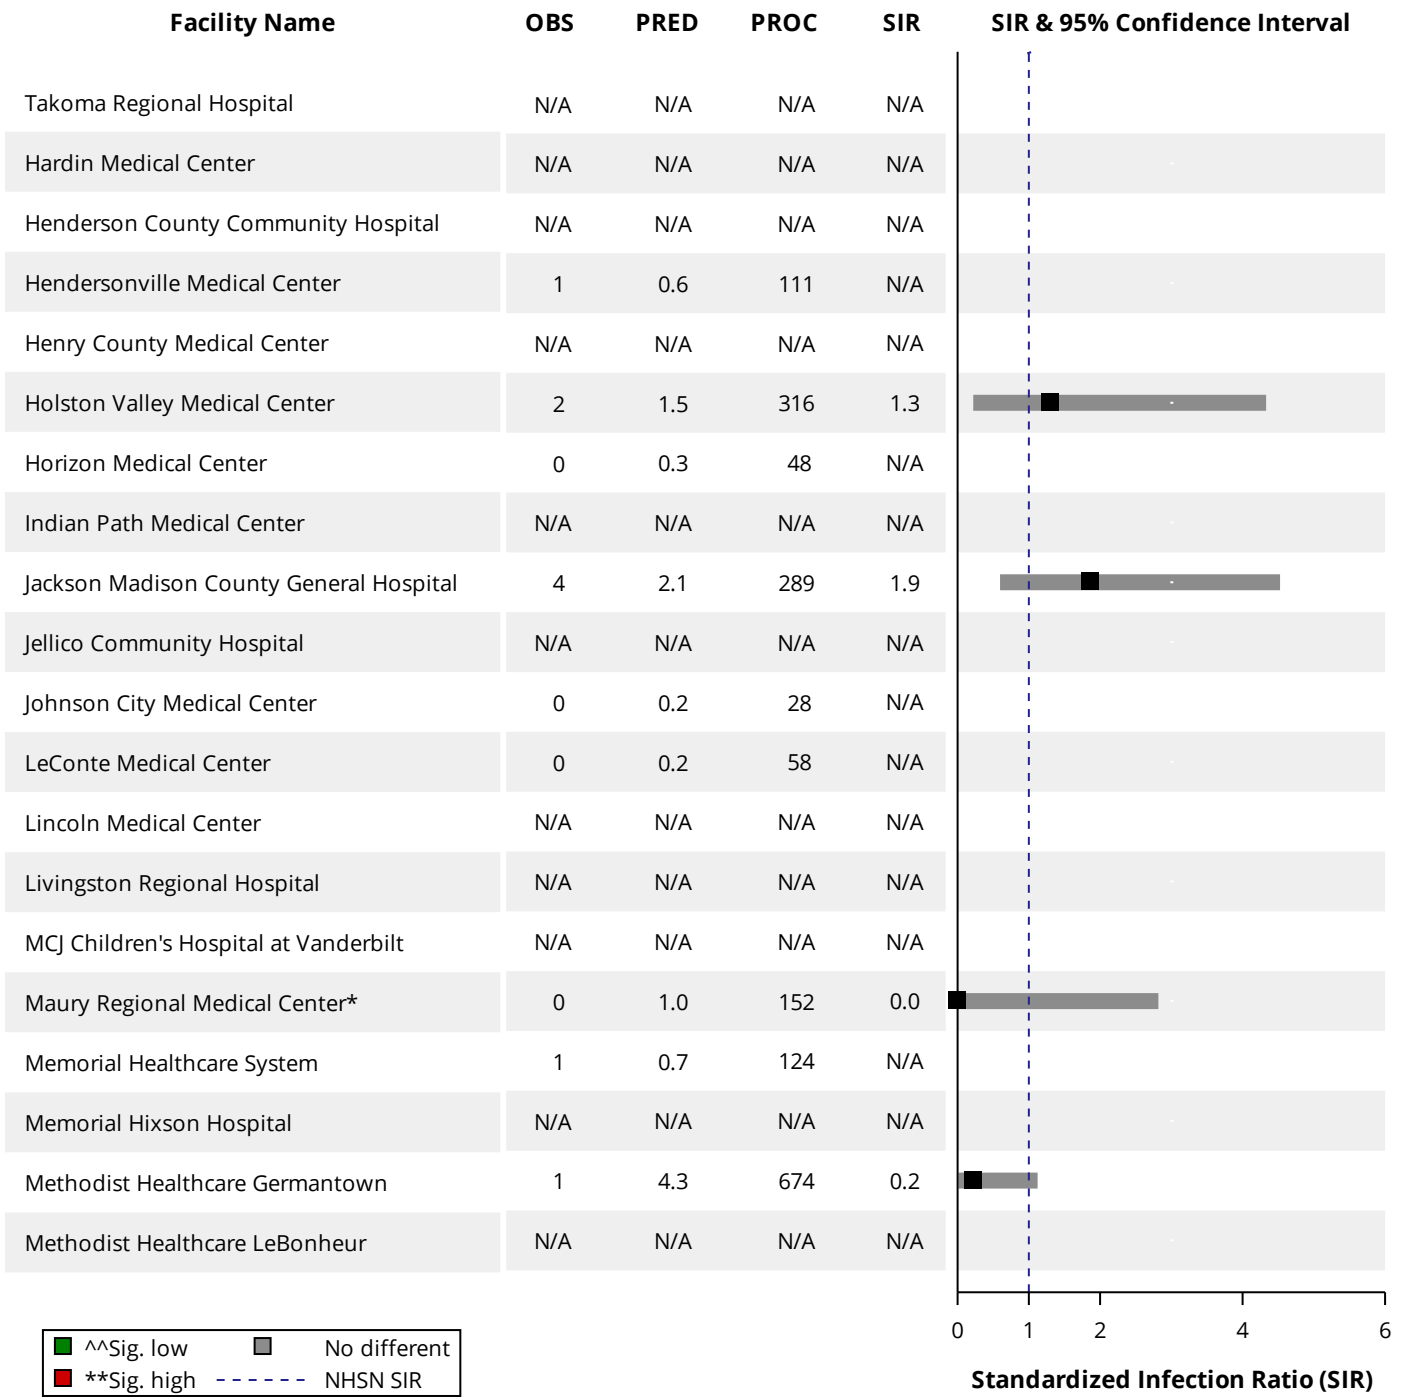 Facility Name OBS PRED PROC SIR SIR & 95% Confidence Interval
Takoma Regional Hospital N/A N/A N/A N/A
Hardin Medical Center N/A N/A N/A N/A
Henderson County Community Hospital N/A N/A N/A N/A
Hendersonville Medical Center 1 0.6 111 N/A
Henry County Medical Center N/A N/A N/A N/A
Holston Valley Medical Center 2 1.5 316 1.3
Horizon Medical Center 0 0.3 48 N/A
Indian Path Medical Center N/A N/A N/A N/A
Jackson Madison County General Hospital 4 2.1 289 1.9
Jellico Community Hospital N/A N/A N/A N/A
Johnson City Medical Center 0 0.2 28 N/A
LeConte Medical Center 0 0.2 58 N/A
Lincoln Medical Center N/A N/A N/A N/A
Livingston Regional Hospital N/A N/A N/A N/A
MCJ Children's Hospital at Vanderbilt N/A N/A N/A N/A
Maury Regional Medical Center* 0 1.0 152 0.0
Memorial Healthcare System 1 0.7 124 N/A
Memorial Hixson Hospital N/A N/A N/A N/A
Methodist Healthcare Germantown 1 4.3 674 0.2
Methodist Healthcare LeBonheur N/A N/A N/A N/A
0 1 2 4 6
Standardized Infection Ratio (SIR)
^^Sig. low No different
**Sig. high NHSN SIR